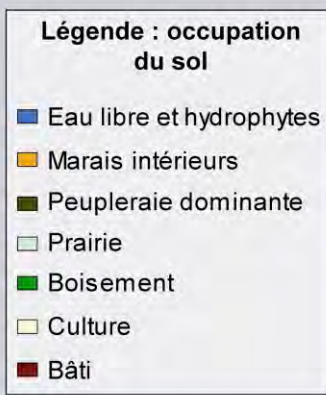 Légende : occupation
du sol
Eau libre et hydrophytes
Marais intérieurs
Peupleraie dominante
Prairie
Boisement
Culture
Bâti